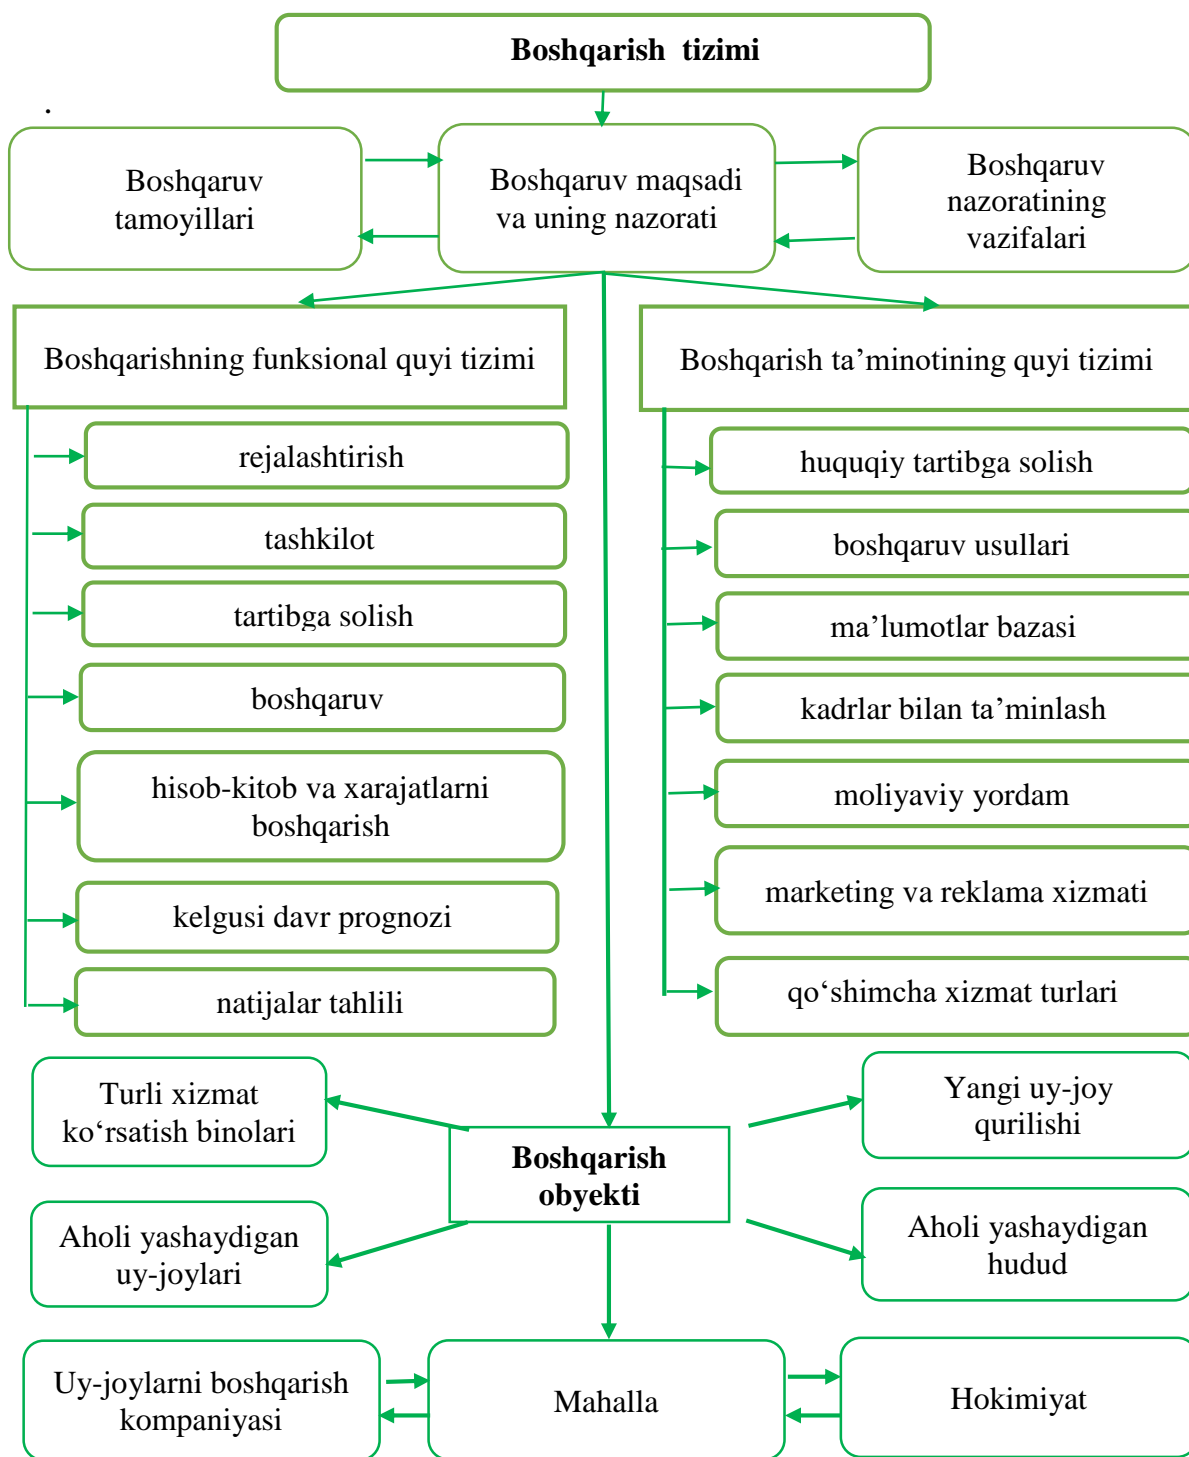 Boshqarish tizimi
.
Boshqaruv
tamoyillari
Boshqaruv maqsadi
va uning nazorati
Boshqaruv
nazoratining
vazifalari
Boshqarishning funksional quyi tizimi
Boshqarish ta’minotining quyi tizimi
rejalashtirish
tashkilot
tartibga solish
boshqaruv
hisob-kitob va xarajatlarni
boshqarish
kelgusi davr prognozi
natijalar tahlili
huquqiy tartibga solish
boshqaruv usullari
ma’lumotlar bazasi
kadrlar bilan ta’minlash
moliyaviy yordam
marketing va reklama xizmati
qo‘shimcha xizmat turlari
Turli xizmat
ko‘rsatish binolari
Yangi uy-joy
qurilishi
Boshqarish
obyekti
Aholi yashaydigan
uy-joylari
Aholi yashaydigan
hudud
Uy-joylarni boshqarish
kompaniyasi
Mahalla
Hokimiyat